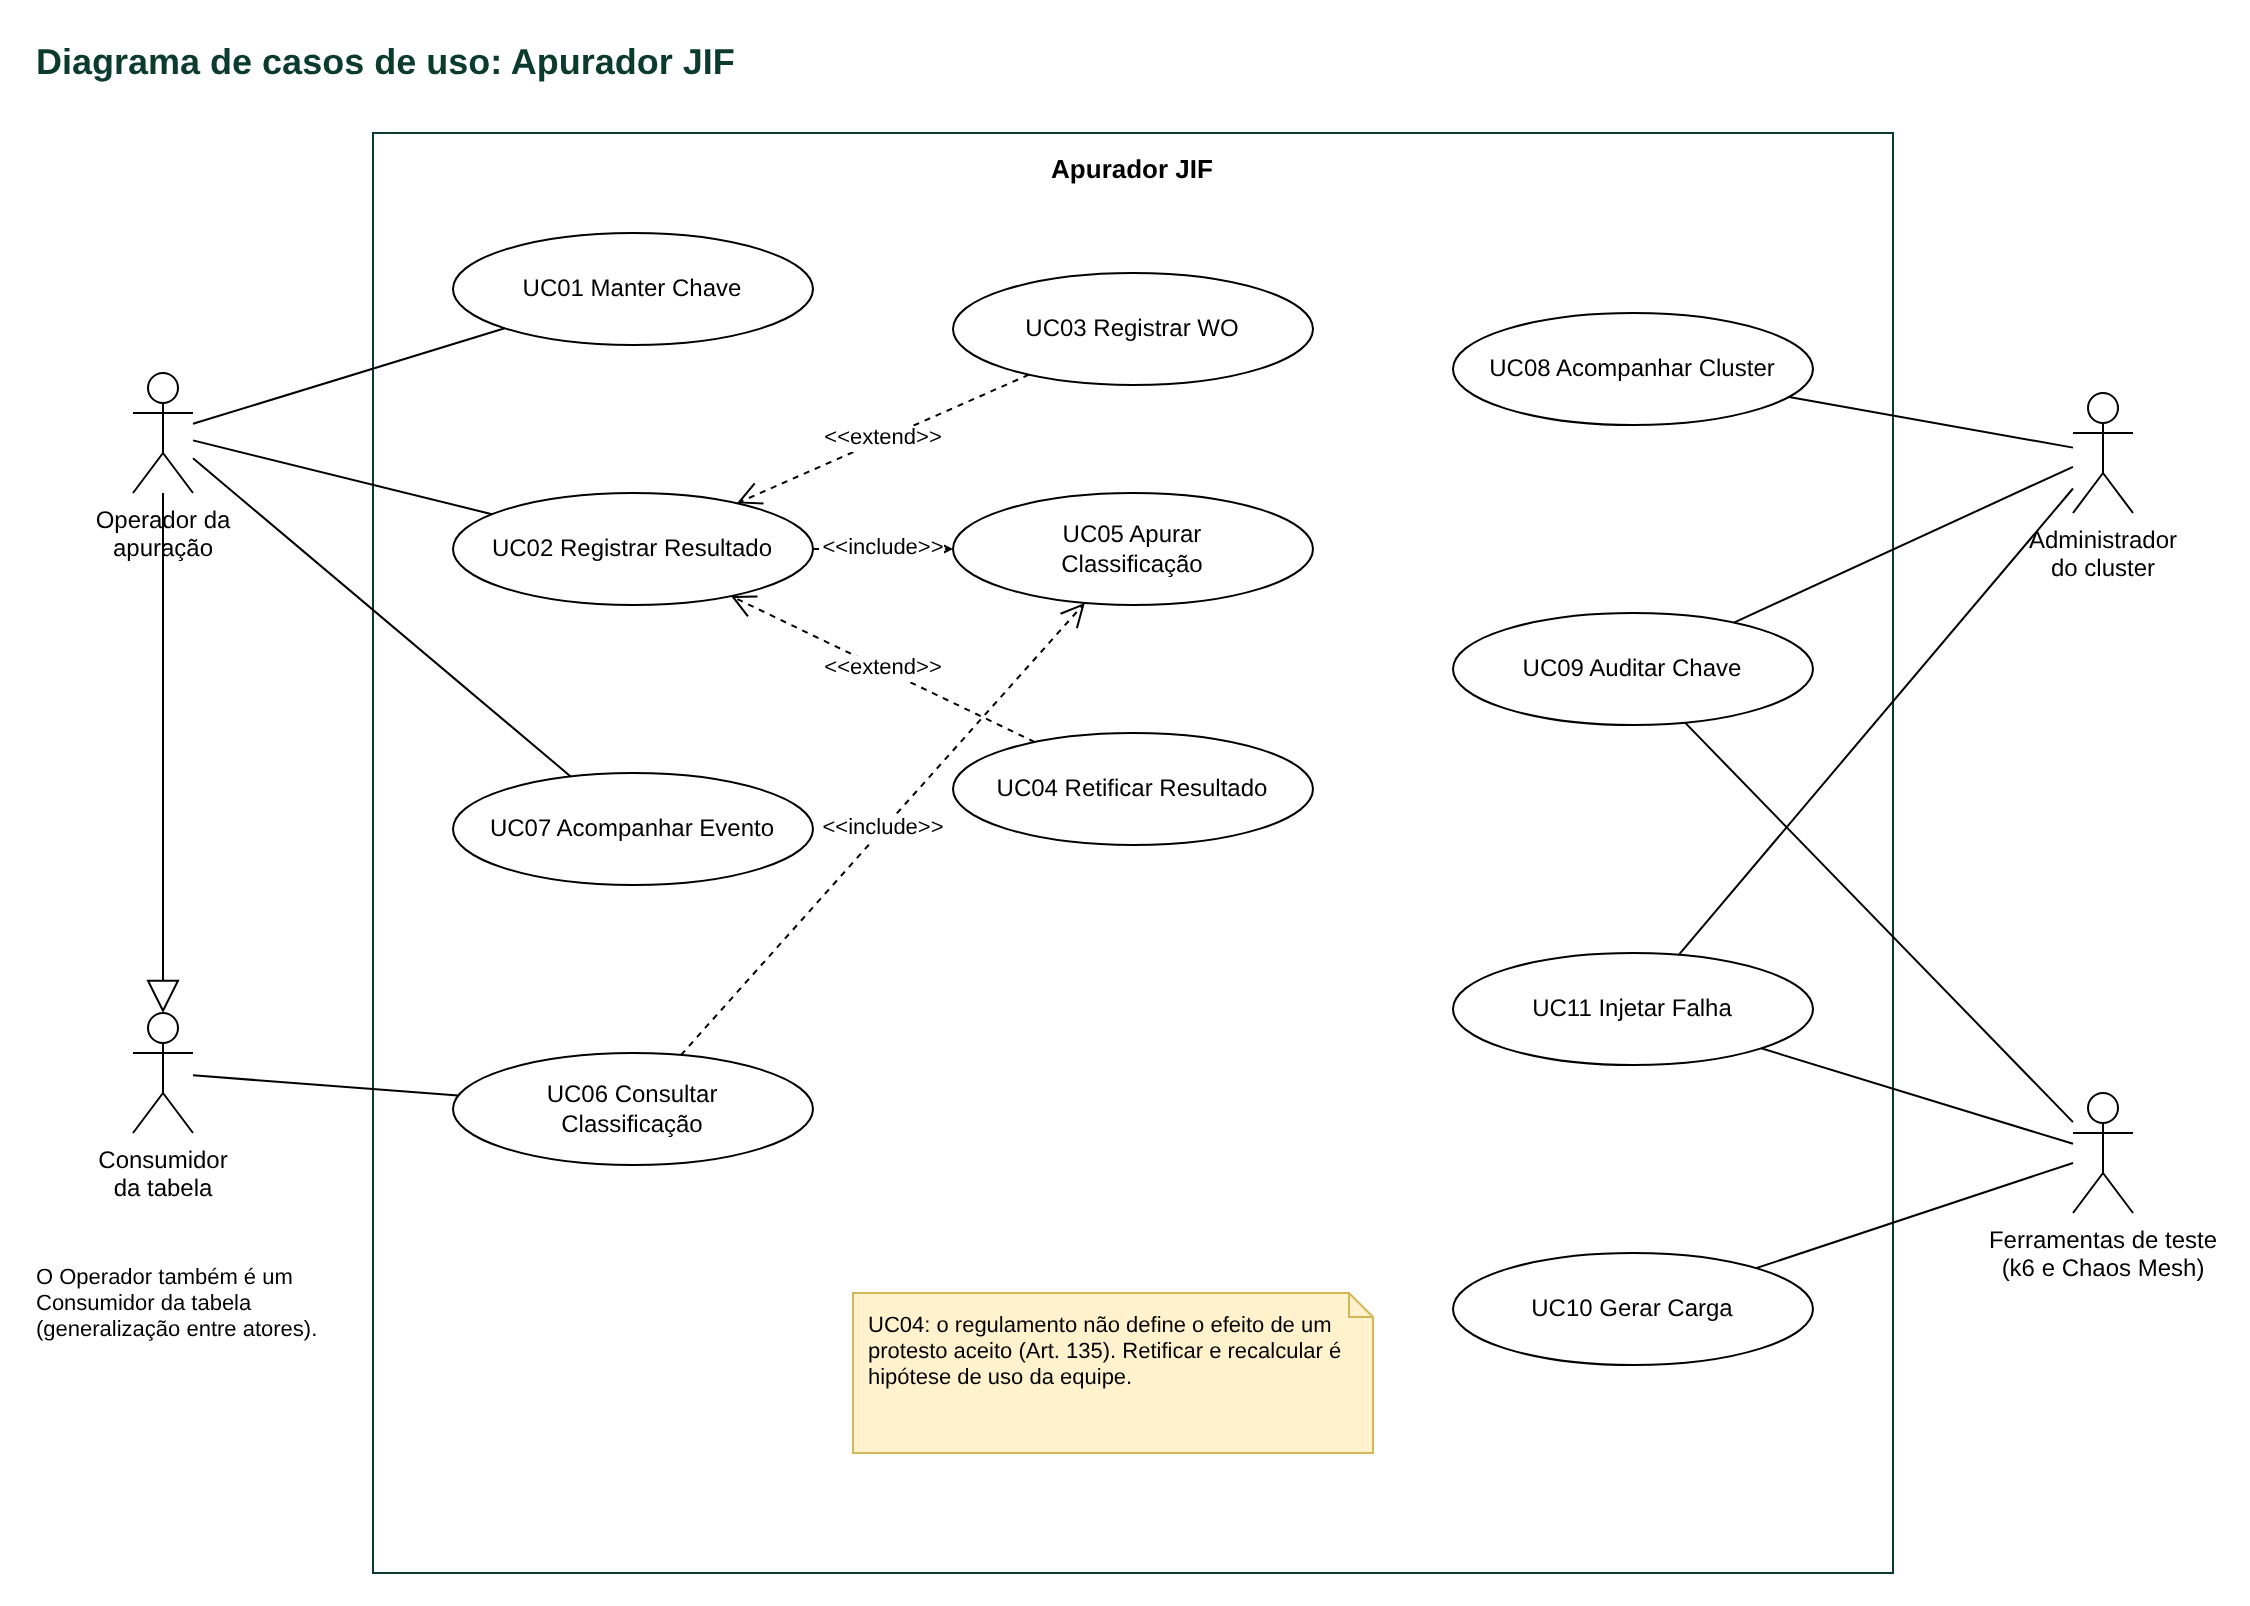 Diagrama de casos de uso: Apurador JIF
Apurador JIF
UC01 Manter Chave
UC03 Registrar WO
UC08 Acompanhar Cluster
<<extend>>
Operador da
apuração
UC02 Registrar Resultado
<<include>>
UC05 Apurar
Classificação
Administrador
do cluster
<<extend>>
UC09 Auditar Chave
UC04 Retificar Resultado
UC07 Acompanhar Evento
<<include>>
UC11 Injetar Falha
UC06 Consultar
Classificação
Consumidor
da tabela
Ferramentas de teste
(k6 e Chaos Mesh)
O Operador também é um
Consumidor da tabela
(generalização entre atores).
UC10 Gerar Carga
UC04: o regulamento não define o efeito de um
protesto aceito (Art. 135). Retificar e recalcular é
hipótese de uso da equipe.